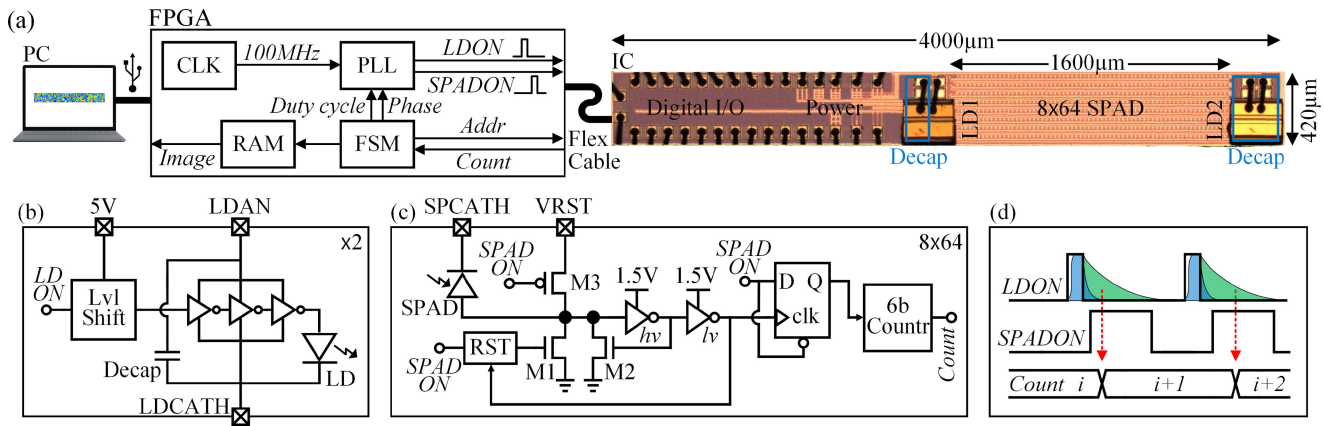 (a)
FPGA
PC
CLK
100MHz
PLL
LDON
SPADON
Duty cycle
Phase
Image
RAM
FSM
Addr
Count
Flex
Cable
IC
4000µm
1600µm
420µm
Digital I/O
Power
LD1
8x64 SPAD
LD2
Decap
Decap
(b)
5V
LDAN
x2
LD
ON
Lvl
Shift
Decap
LD
LDCATH
(c)
SPCATH
VRST
8x64
SPAD
ON
M3
SPAD
1.5V
1.5V
hv
lv
SPAD
ON
RST
M1
M2
SPAD
ON
D
Q
clk
6b
Countr
Count
(d)
LDON
SPADON
Count
i
i+1
i+2